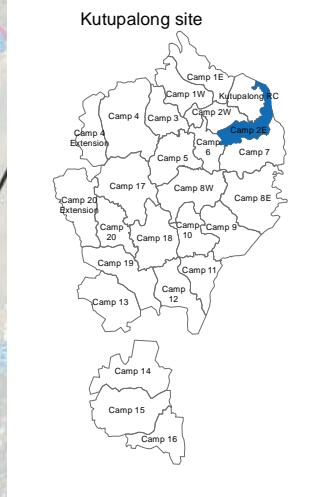 Kutupalong site
Camp 1E
Camp 1W
Kutupalong RC
Camp 2W
Camp 4
Camp 3
Camp 2E
Camp 4
Extension
Camp
6
Camp 7
Camp 5
Camp 17
Camp 8W
Camp 8E
Camp 20
Extension
Camp
20
Camp 18
Camp
10
Camp 9
Camp 19
Camp 11
Camp
12
Camp 13
Camp 14
Camp 15
Camp 16